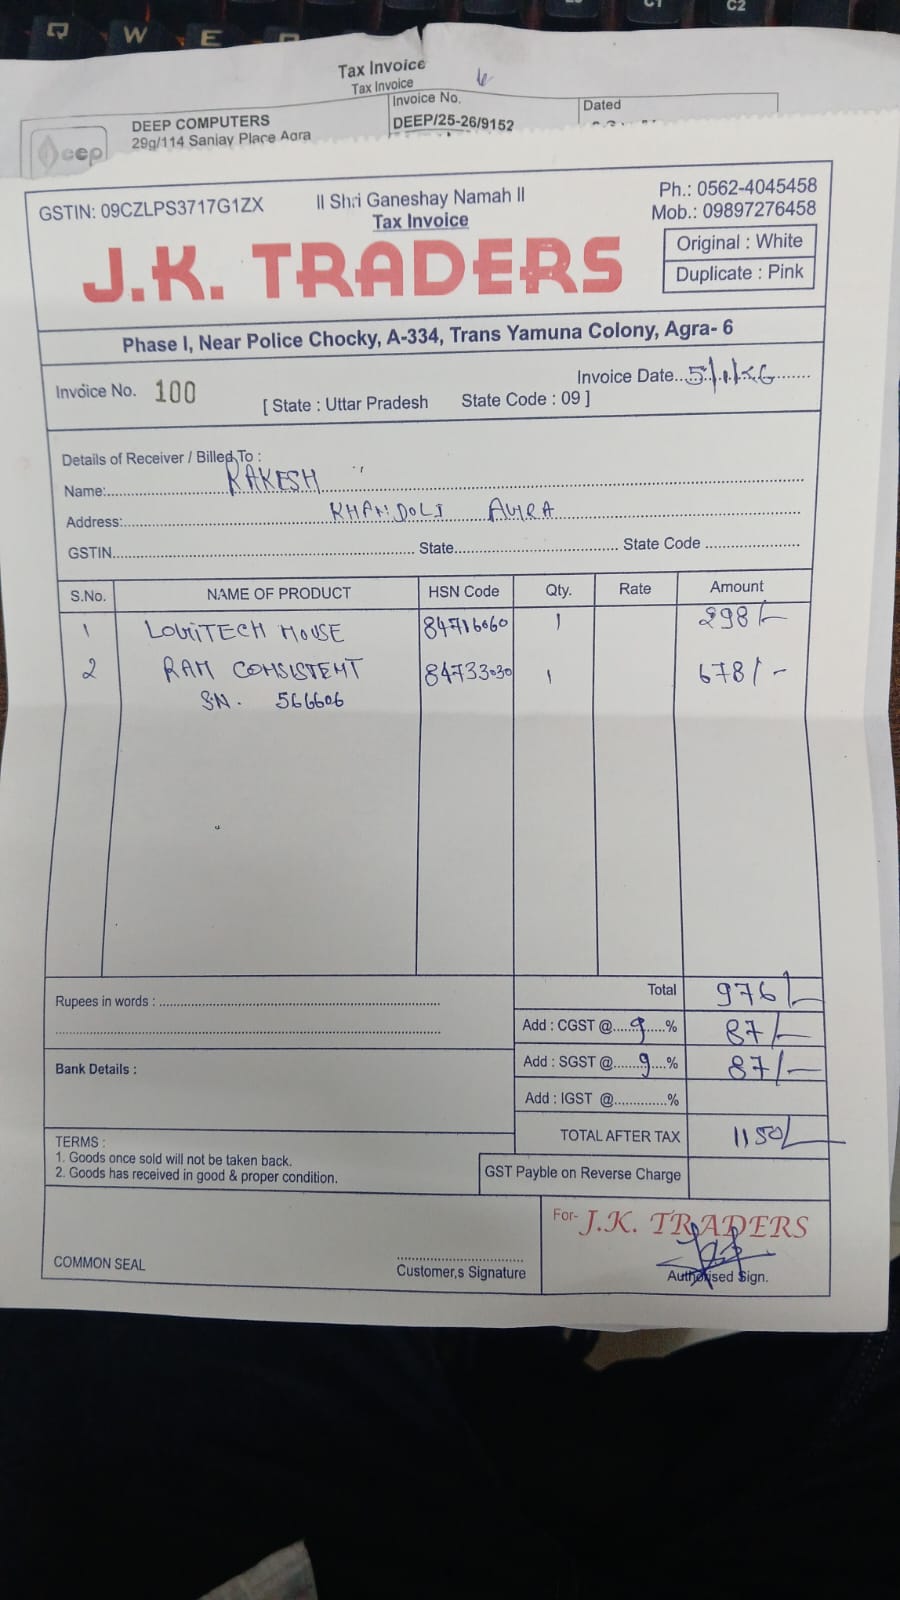 Tax Invoice
Tax Invoice
Invoice No.
Dated
DEEP COMPUTERS
DEEP/25-26/9152
29g/114 Sanjay Place Agra
GSTIN: 09CZLPS3717G1ZX
II Shri Ganeshay Namah II
Ph.: 0562-4045458
Tax Invoice
Mob.: 09897276458
J.K. TRADERS
Original : White
Duplicate : Pink
Phase I, Near Police Chocky, A-334, Trans Yamuna Colony, Agra- 6
Invoice No. 100
[ State : Uttar Pradesh State Code : 09 ]
Invoice Date..5/1/26
Details of Receiver / Billed To :
Name: RAKESH
Address: KHANDOLI AGRA
GSTIN State State Code
S.No. NAME OF PRODUCT HSN Code Qty. Rate Amount
1 LOGITECH MOUSE 84716060 1 298/-
2 RAM CONSISTEMT 84733030 1 678/-
S.N. 566606
Rupees in words :
Total 976/-
Add : CGST @ 9 % 87/-
Bank Details :
Add : SGST @ 9 % 87/-
Add : IGST @ %
TOTAL AFTER TAX 1150/-
TERMS :
1. Goods once sold will not be taken back.
2. Goods has received in good & proper condition.
GST Payble on Reverse Charge
For- J.K. TRADERS
COMMON SEAL
Customer,s Signature
Authorised Sign.